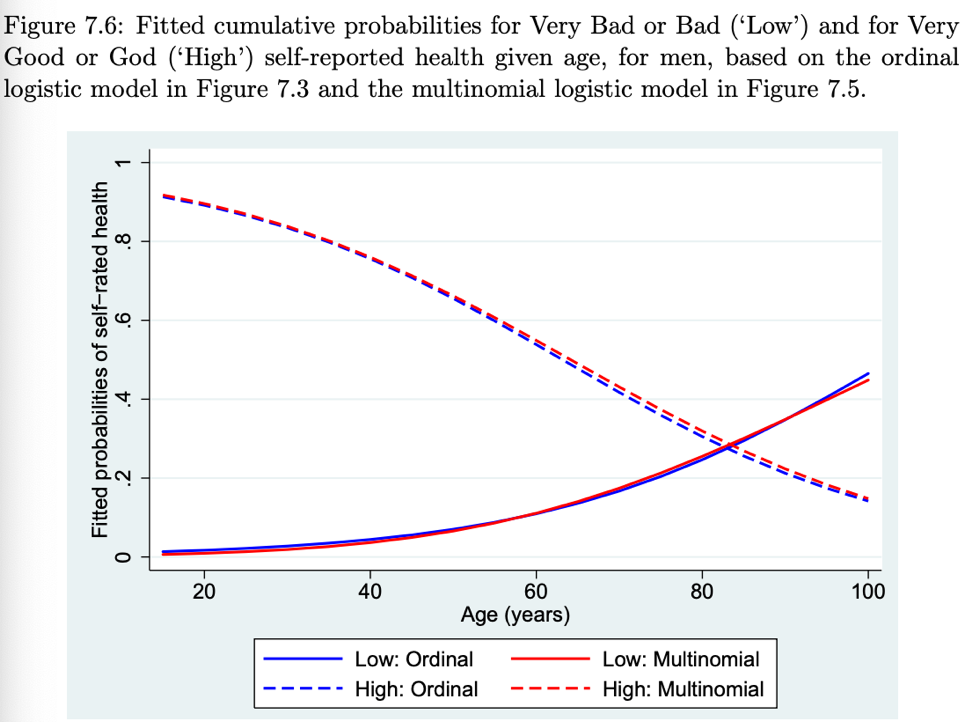 Figure 7.6: Fitted cumulative probabilities for Very Bad or Bad (‘Low’) and for Very
Good or God (‘High’) self-reported health given age, for men, based on the ordinal
logistic model in Figure 7.3 and the multinomial logistic model in Figure 7.5.
Fitted probabilities of self−rated health
1
.8
.6
.4
.2
0
20 40 60 80 100
Age (years)
Low: Ordinal Low: Multinomial
High: Ordinal High: Multinomial